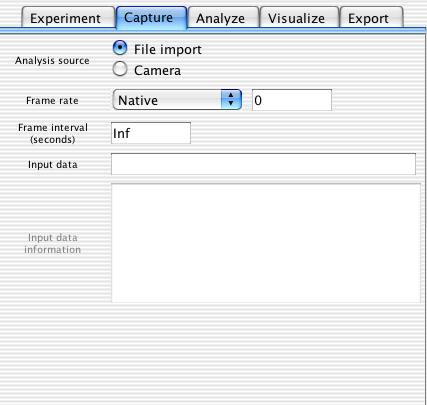 Experiment Capture Analyze Visualize Export
Analysis source
File import
Camera
Frame rate Native 0
Frame interval
(seconds) Inf
Input data
Input data
information